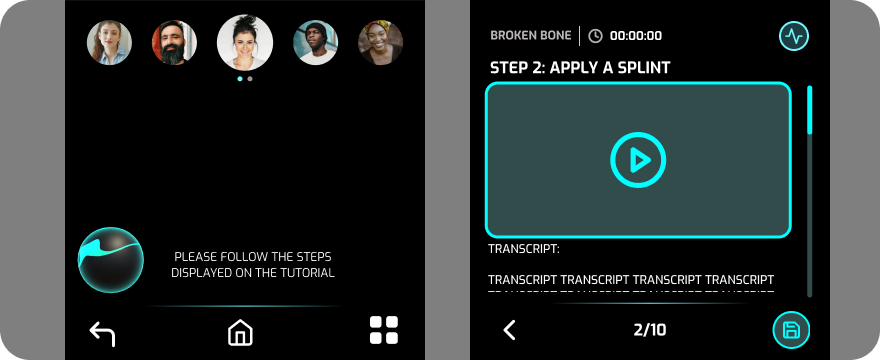 PLEASE FOLLOW THE STEPS
DISPLAYED ON THE TUTORIAL
BROKEN BONE
00:00:00
STEP 2: APPLY A SPLINT
TRANSCRIPT:
TRANSCRIPT TRANSCRIPT TRANSCRIPT TRANSCRIPT
2/10